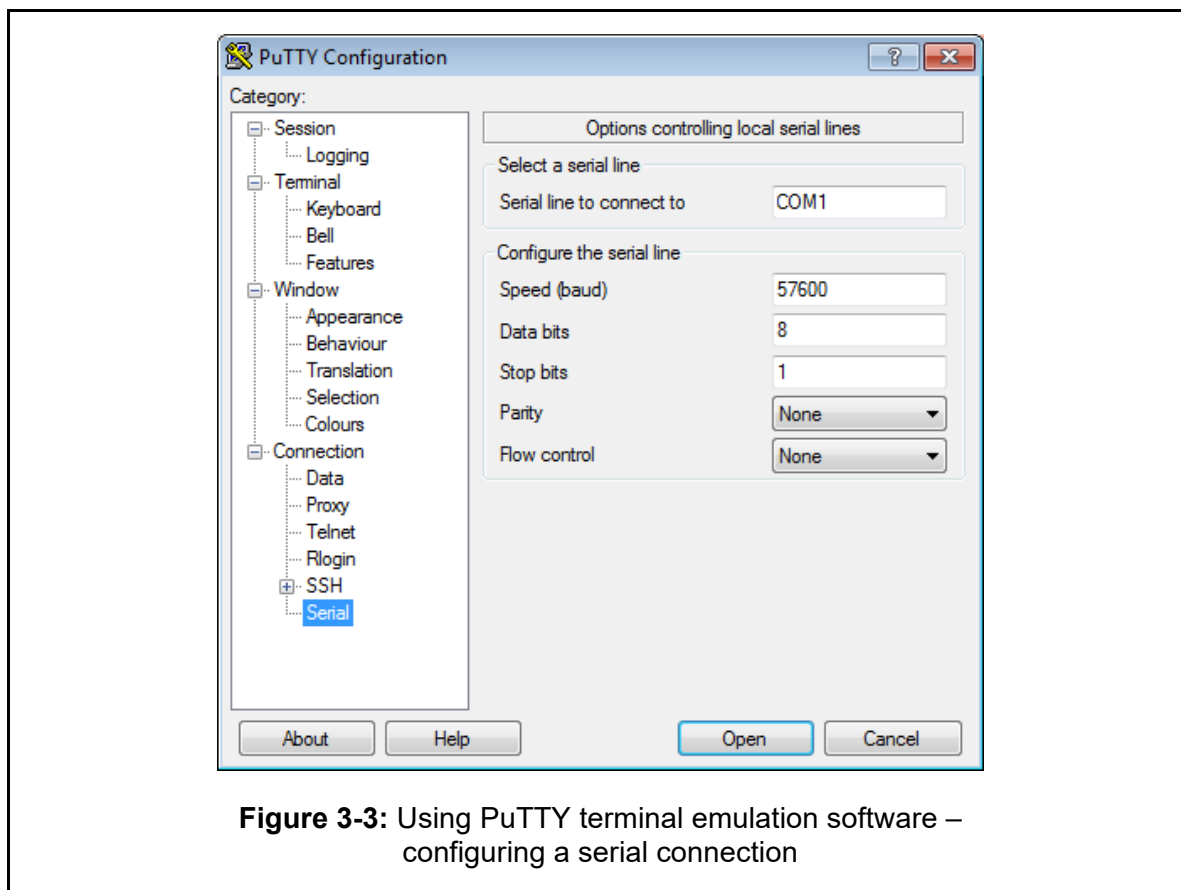 PuTTY Configuration
Category:
Session
Logging
Terminal
Keyboard
Bell
Features
Window
Appearance
Behaviour
Translation
Selection
Colours
Connection
Data
Proxy
Telnet
Rlogin
SSH
Serial
Options controlling local serial lines
Select a serial line
Serial line to connect to COM1
Configure the serial line
Speed (baud) 57600
Data bits 8
Stop bits 1
Parity None
Flow control None
About Help Open Cancel
Figure 3-3: Using PuTTY terminal emulation software –
configuring a serial connection